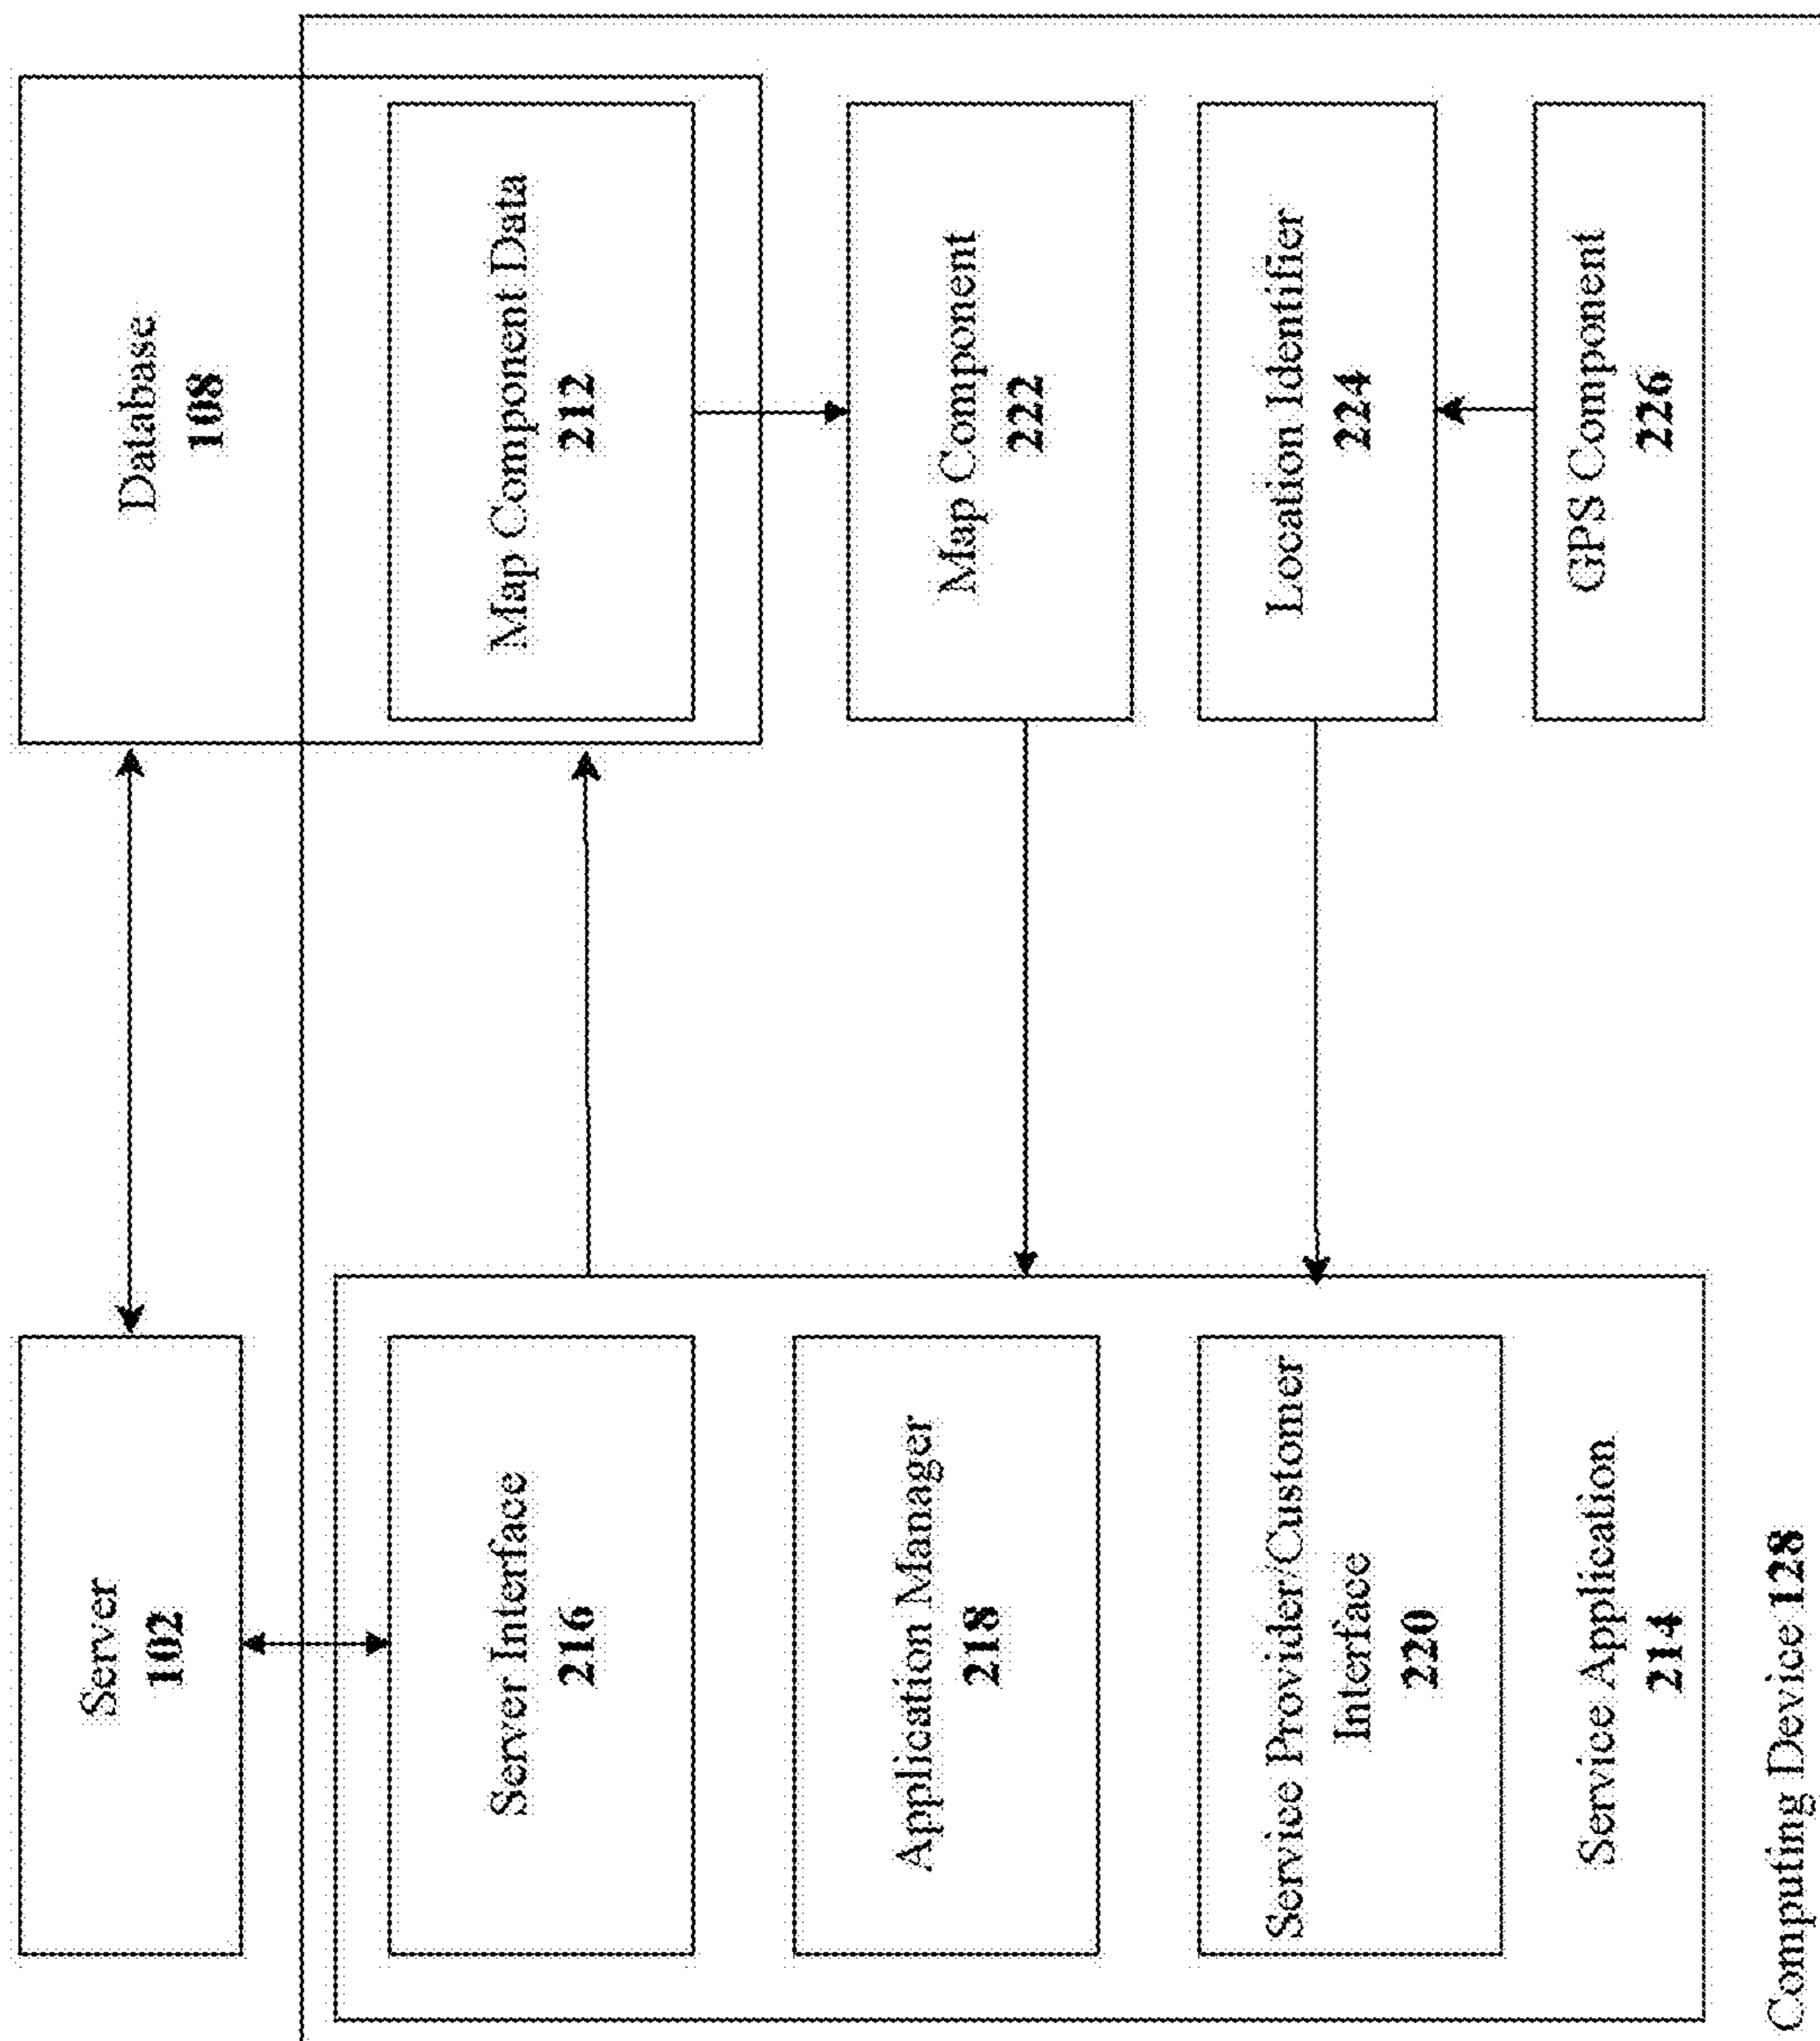 Server
102
Database
108
Server Interface
216
Map Component Data
212
Application Manager
218
Map Component
222
Service Provider/Customer
Interface
220
Location Identifier
224
Service Application
214
GPS Component
226
Computing Device 128